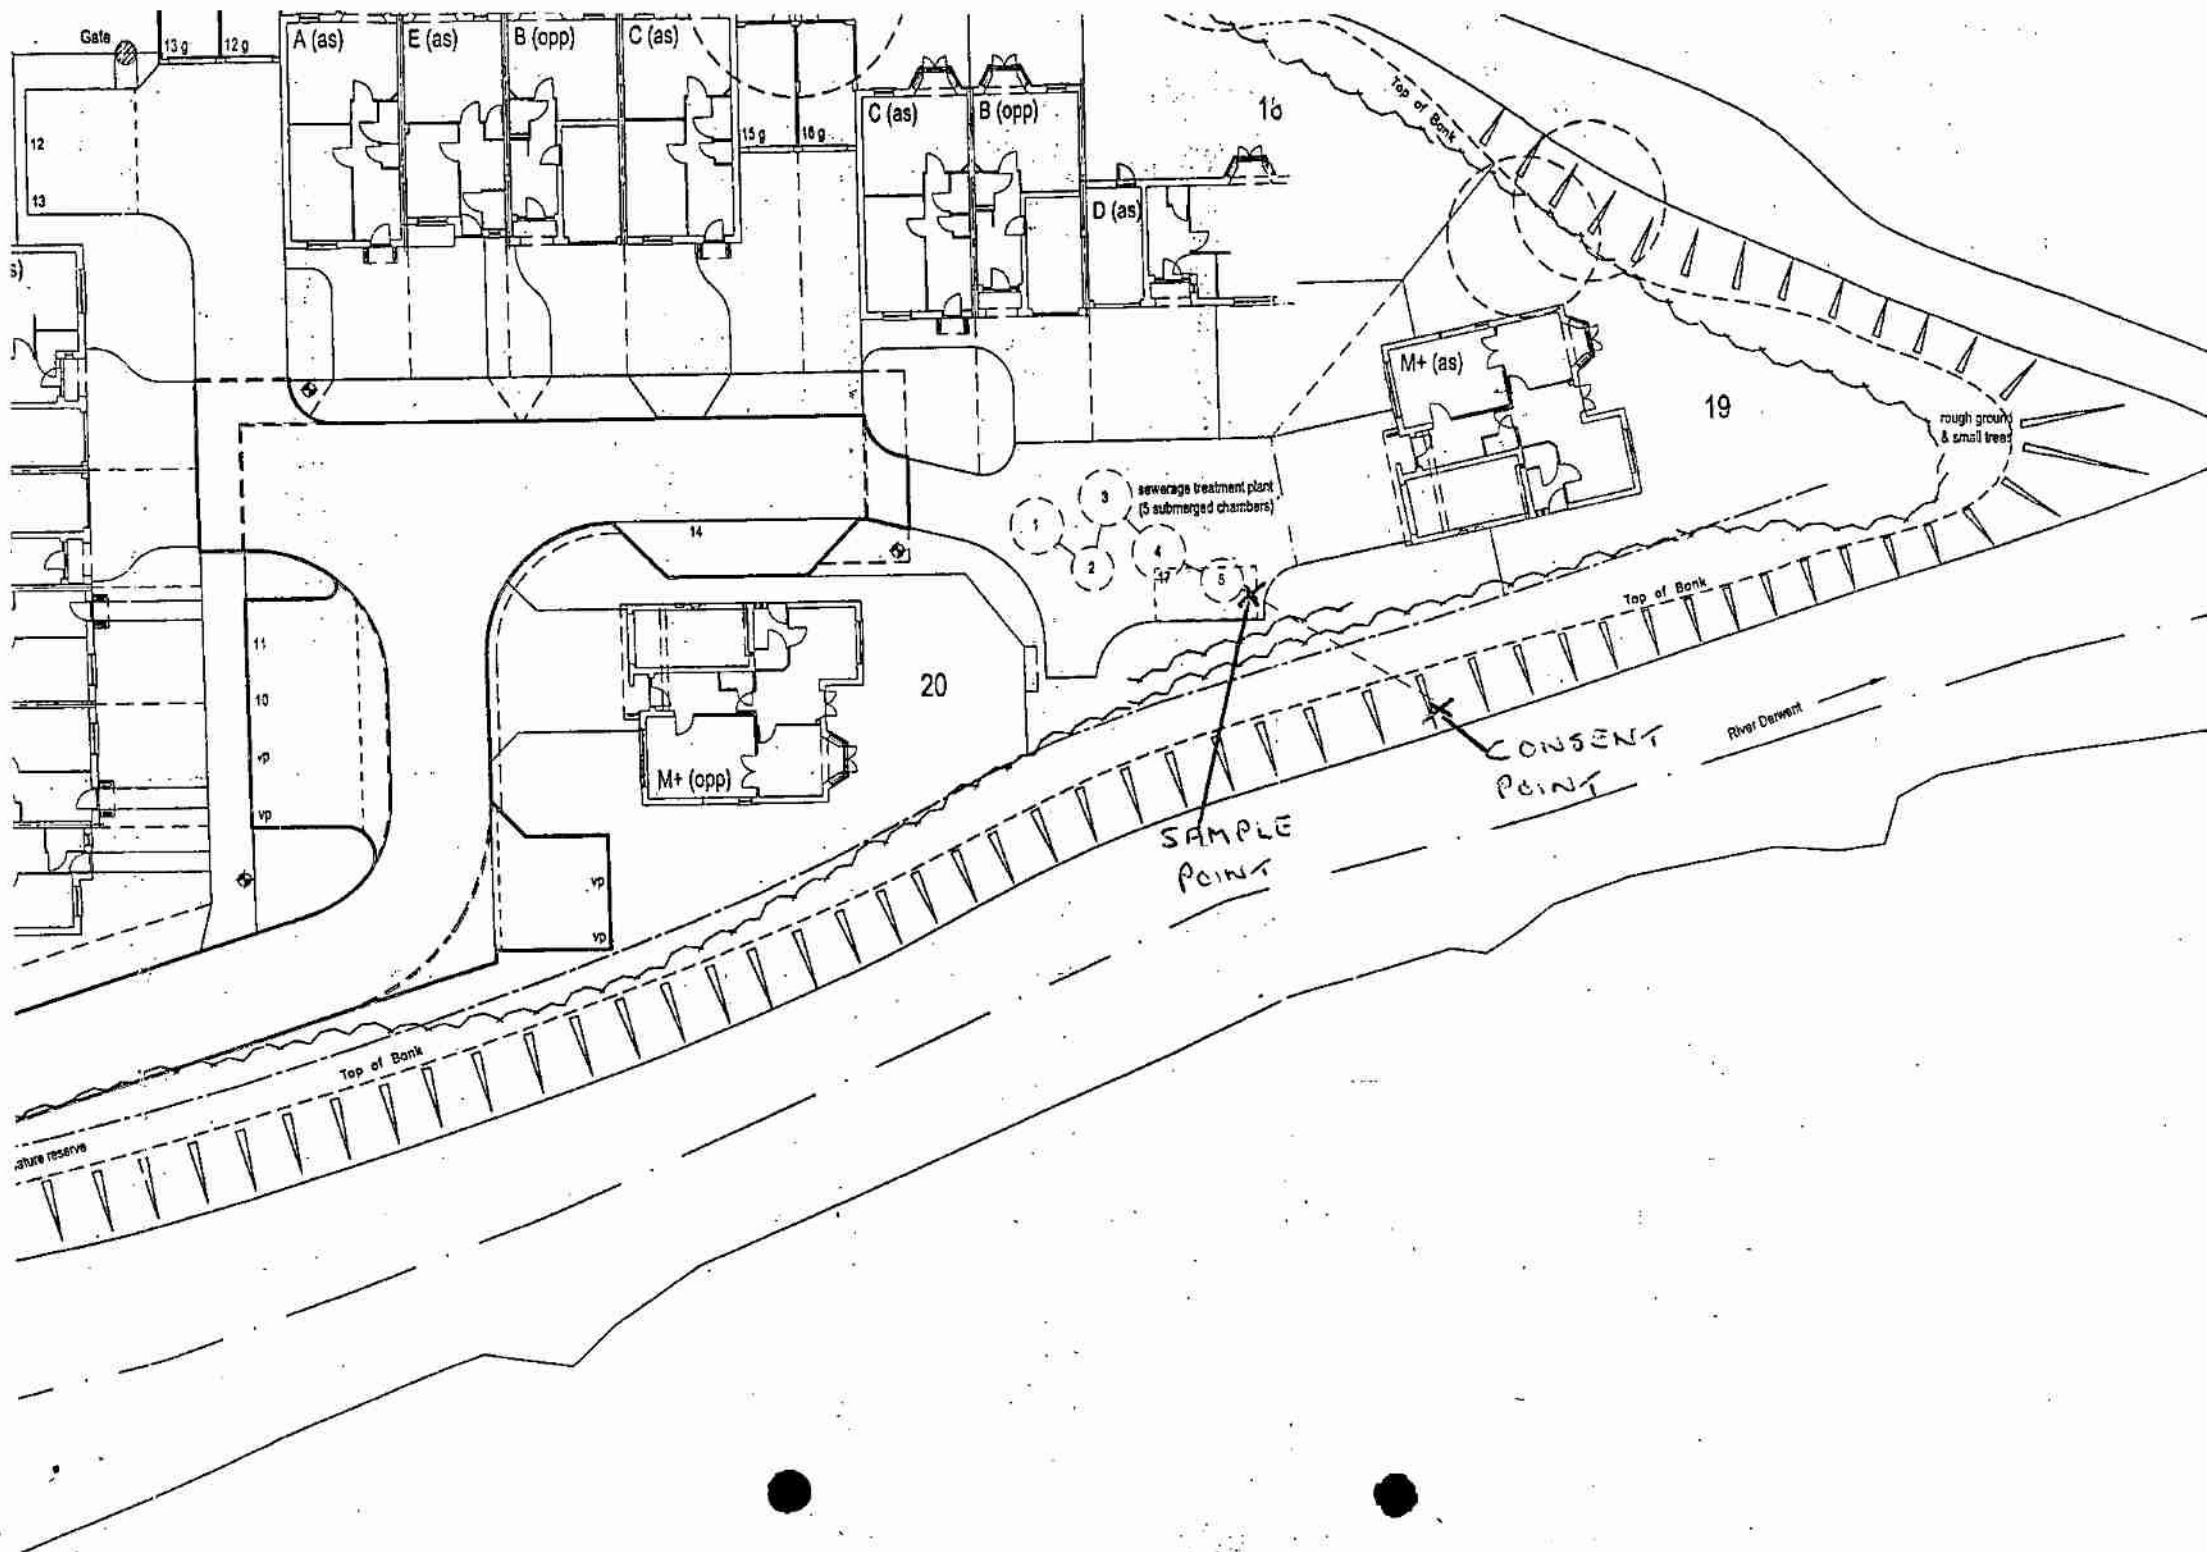 Gate
13 g
12 g
A (as)
E (as)
B (opp)
C (as)
15 g
16 g
C (as)
B (opp)
D (as)
18
Top of Bank
12
13
s)
M+ (as)
19
rough ground
& small trees
sewerage treatment plant
(5 submerged chambers)
1
2
3
4
5
17
14
11
10
vp
vp
20
M+ (opp)
vp
vp
Top of Bank
River Derwent
CONSENT
POINT
SAMPLE
POINT
Top of Bank
ature reserve